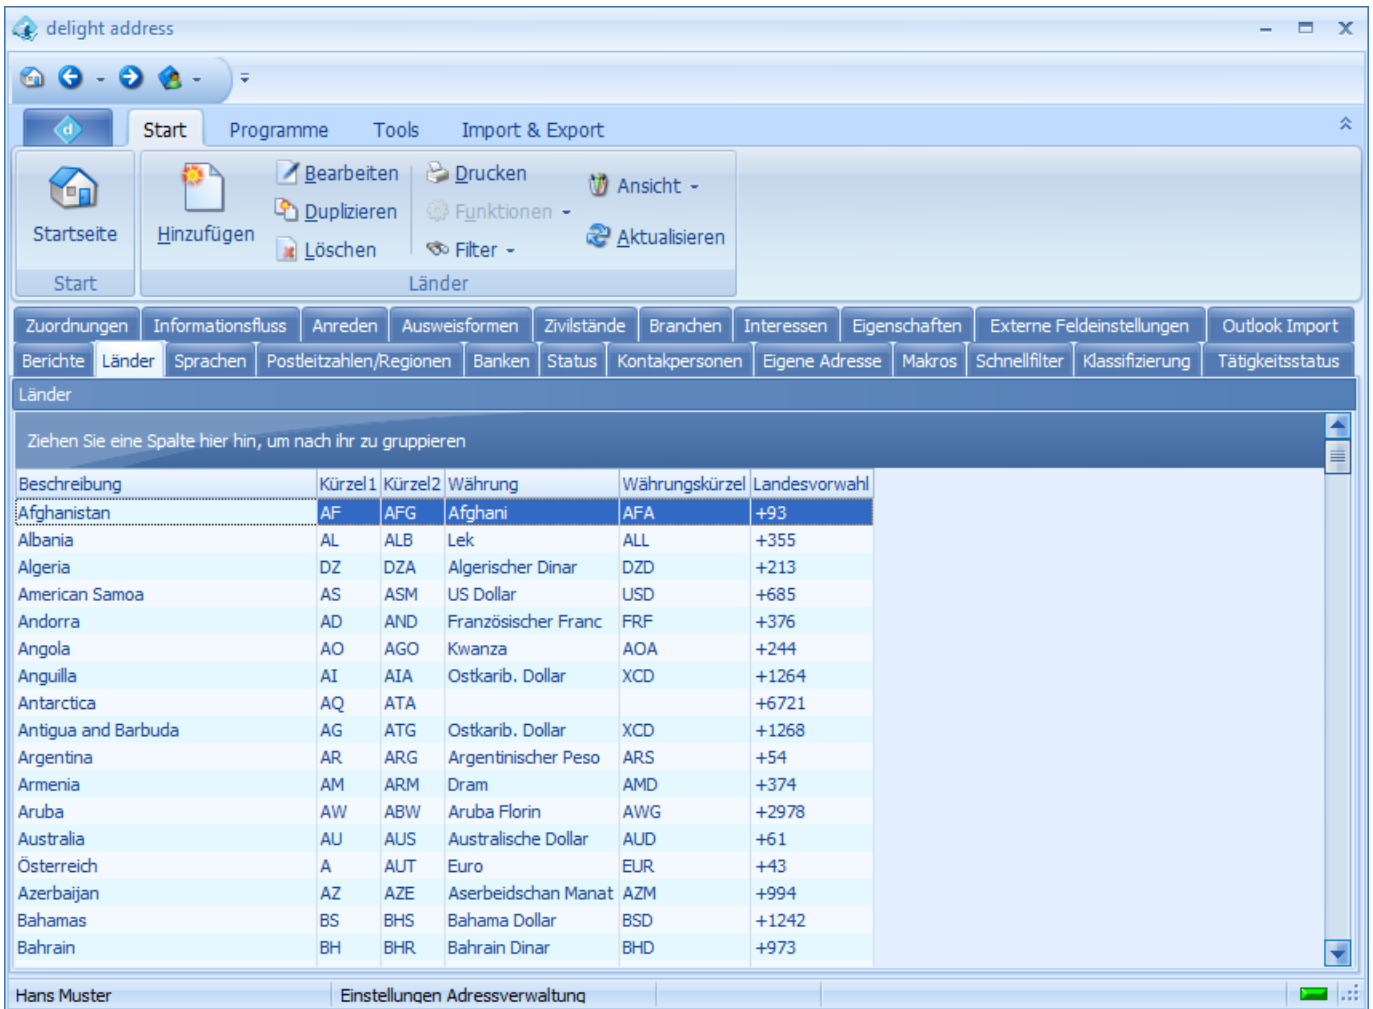 delight address
Start Programme Tools Import & Export
Startseite
Hinzufügen
Bearbeiten
Duplizieren
Löschen
Drucken
Funktionen
Filter
Ansicht
Aktualisieren
Start Länder
Zuordnungen Informationsfluss Anreden Ausweisformen Zivilstände Branchen Interessen Eigenschaften Externe Feldeinstellungen Outlook Import
Berichte Länder Sprachen Postleitzahlen/Regionen Banken Status Kontakpersonen Eigene Adresse Makros Schnellfilter Klassifizierung Tätigkeitsstatus
Länder
Ziehen Sie eine Spalte hier hin, um nach ihr zu gruppieren
Beschreibung Kürzel1 Kürzel2 Währung Währungskürzel Landesvorwahl
Afghanistan AF AFG Afghani AFA +93
Albania AL ALB Lek ALL +355
Algeria DZ DZA Algerischer Dinar DZD +213
American Samoa AS ASM US Dollar USD +685
Andorra AD AND Französischer Franc FRF +376
Angola AO AGO Kwanza AOA +244
Anguilla AI AIA Ostkarib. Dollar XCD +1264
Antarctica AQ ATA +6721
Antigua and Barbuda AG ATG Ostkarib. Dollar XCD +1268
Argentina AR ARG Argentinischer Peso ARS +54
Armenia AM ARM Dram AMD +374
Aruba AW ABW Aruba Florin AWG +2978
Australia AU AUS Australische Dollar AUD +61
Österreich A AUT Euro EUR +43
Azerbaijan AZ AZE Aserbeidschan Manat AZM +994
Bahamas BS BHS Bahama Dollar BSD +1242
Bahrain BH BHR Bahrain Dinar BHD +973
Hans Muster Einstellungen Adressverwaltung